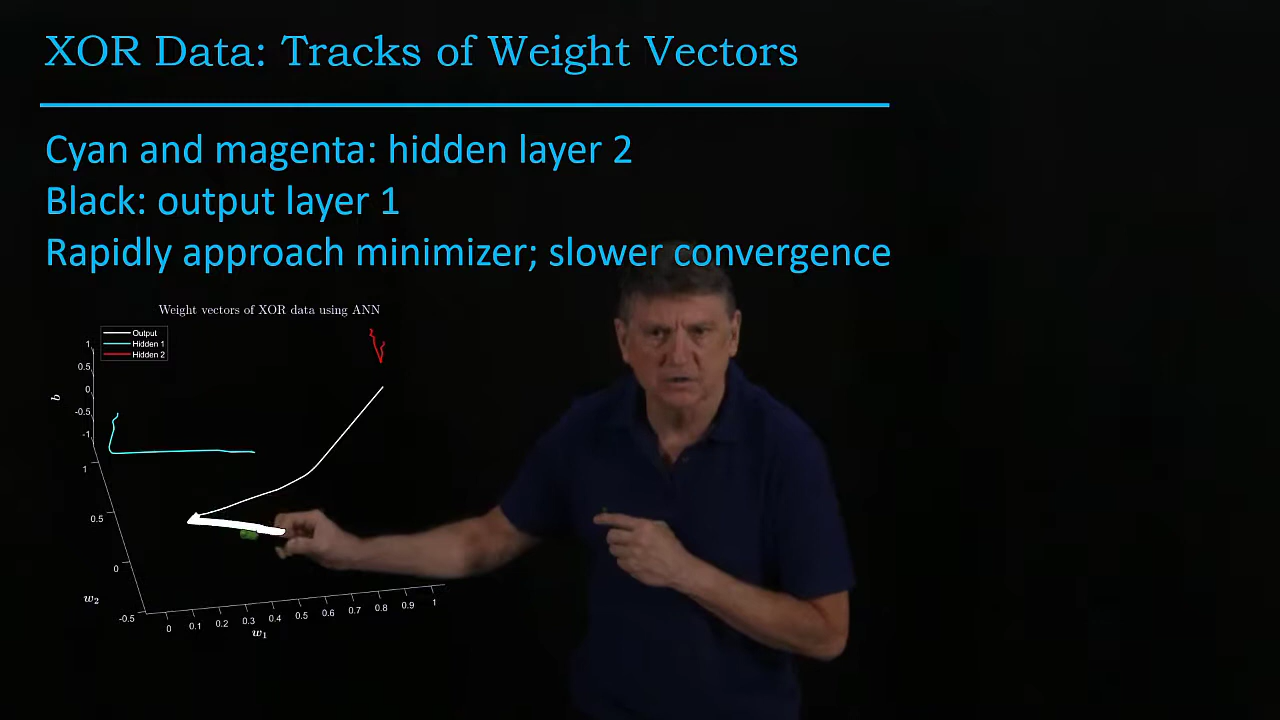 XOR Data: Tracks of Weight Vectors
Cyan and magenta: hidden layer 2
Black: output layer 1
Rapidly approach minimizer; slower convergence
Weight vectors of XOR data using ANN
Output
Hidden 1
Hidden 2
1
0.5
0
-0.5
-1
b
1
0.5
0
-0.5
w2
0 0.1 0.2 0.3 0.4 0.5 0.6 0.7 0.8 0.9 1
w1